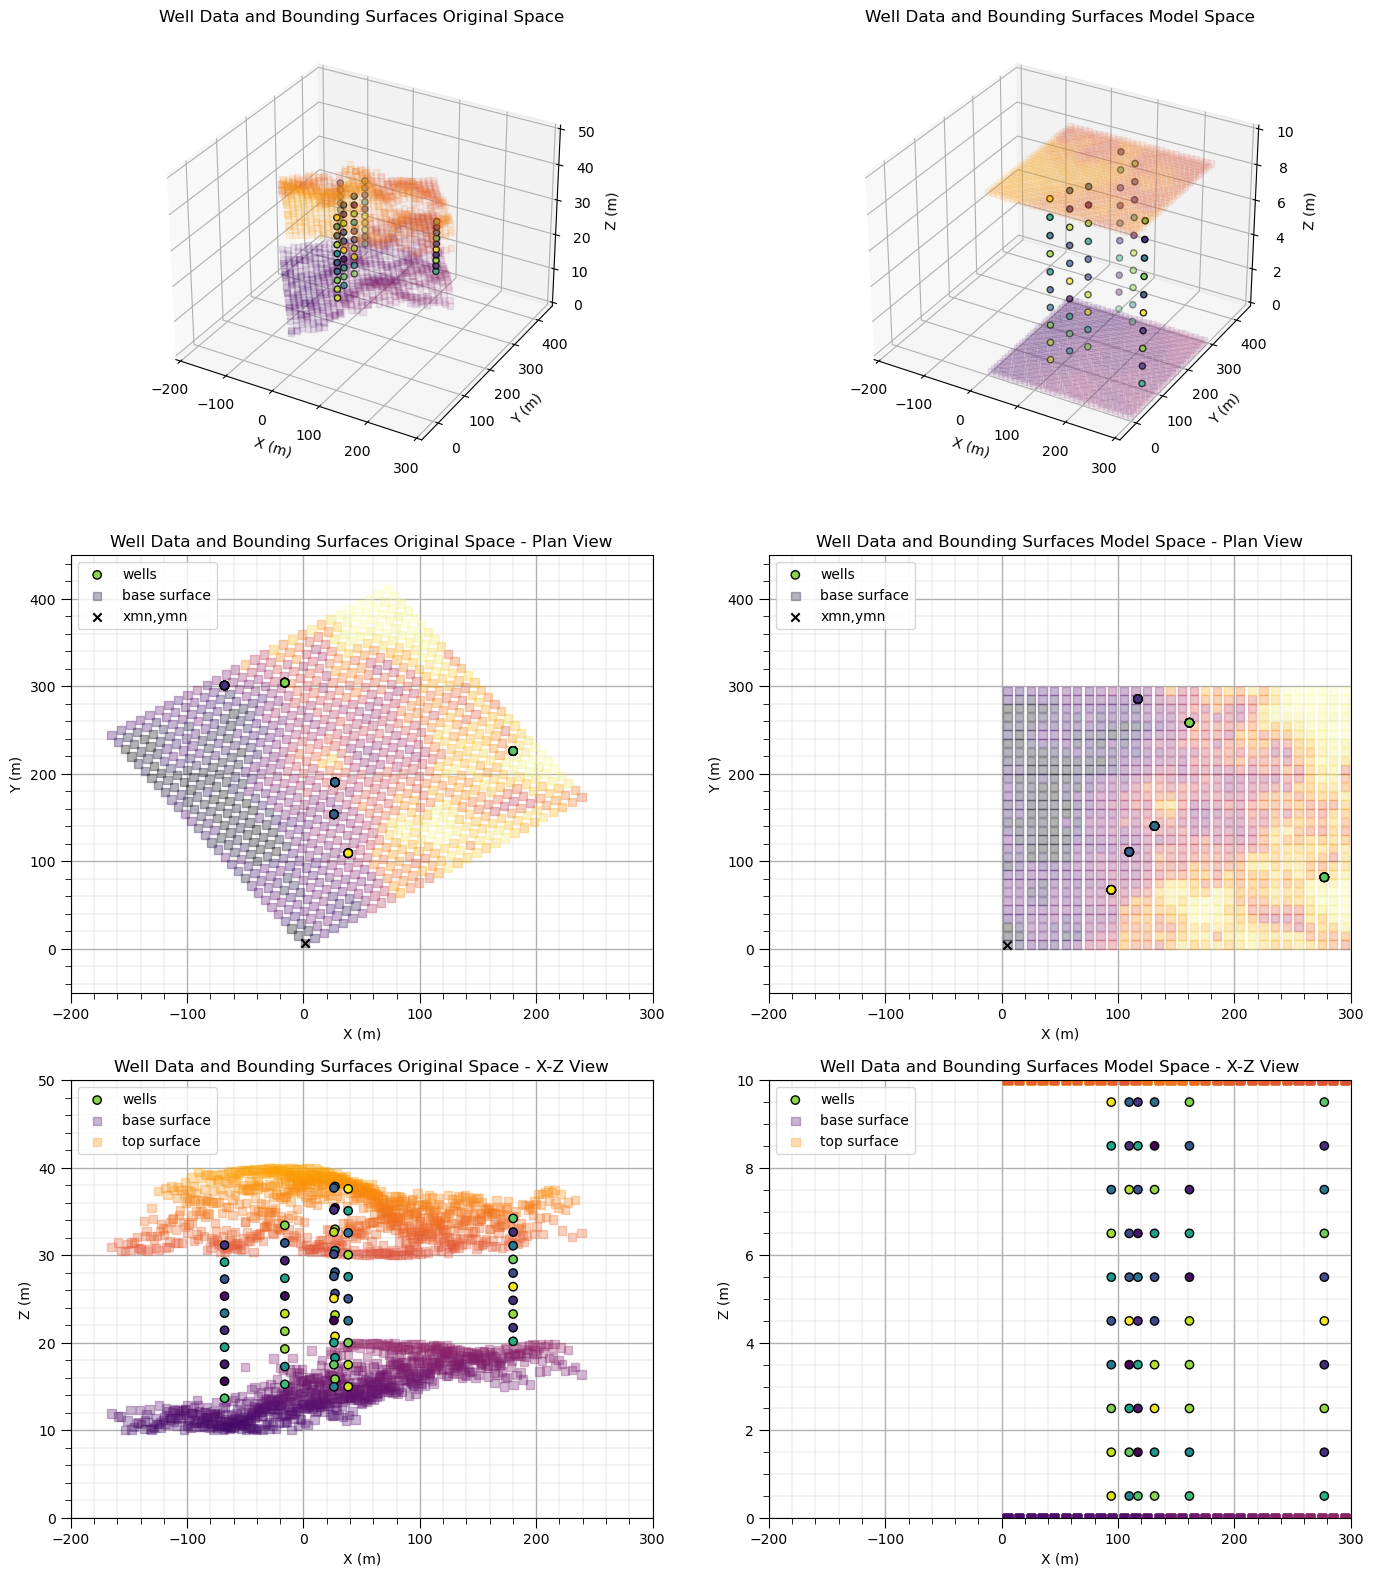 Well Data and Bounding Surfaces Original Space
50
40
30
20
10
0
Z (m)
400
300
200
100
0
Y (m)
−200
−100
0
100
200
300
X (m)
Well Data and Bounding Surfaces Model Space
10
8
6
4
2
0
Z (m)
400
300
200
100
0
Y (m)
−200
−100
0
100
200
300
X (m)
Well Data and Bounding Surfaces Original Space - Plan View
wells
base surface
xmn,ymn
400
300
200
100
0
Y (m)
−200
−100
0
100
200
300
X (m)
Well Data and Bounding Surfaces Model Space - Plan View
wells
base surface
xmn,ymn
400
300
200
100
0
Y (m)
−200
−100
0
100
200
300
X (m)
Well Data and Bounding Surfaces Original Space - X-Z View
wells
base surface
top surface
50
40
30
20
10
0
Z (m)
−200
−100
0
100
200
300
X (m)
Well Data and Bounding Surfaces Model Space - X-Z View
wells
base surface
top surface
10
8
6
4
2
0
Z (m)
−200
−100
0
100
200
300
X (m)